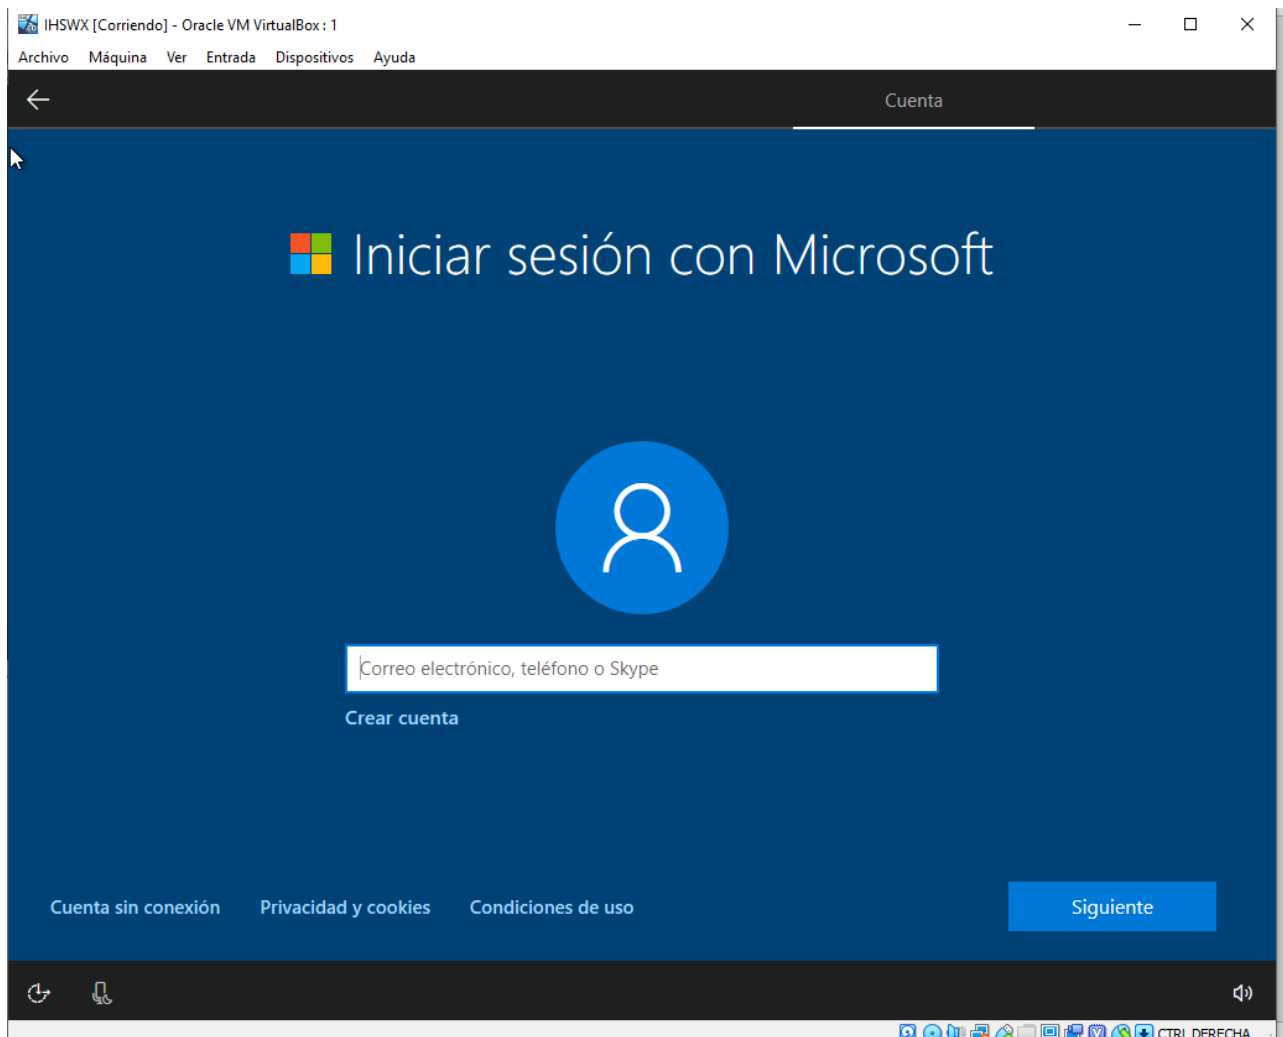 IHSWX [Corriendo] - Oracle VM VirtualBox : 1
Archivo Máquina Ver Entrada Dispositivos Ayuda
Cuenta
Iniciar sesión con Microsoft
Correo electrónico, teléfono o Skype
Crear cuenta
Cuenta sin conexión Privacidad y cookies Condiciones de uso Siguiente
CTRL DERECHA